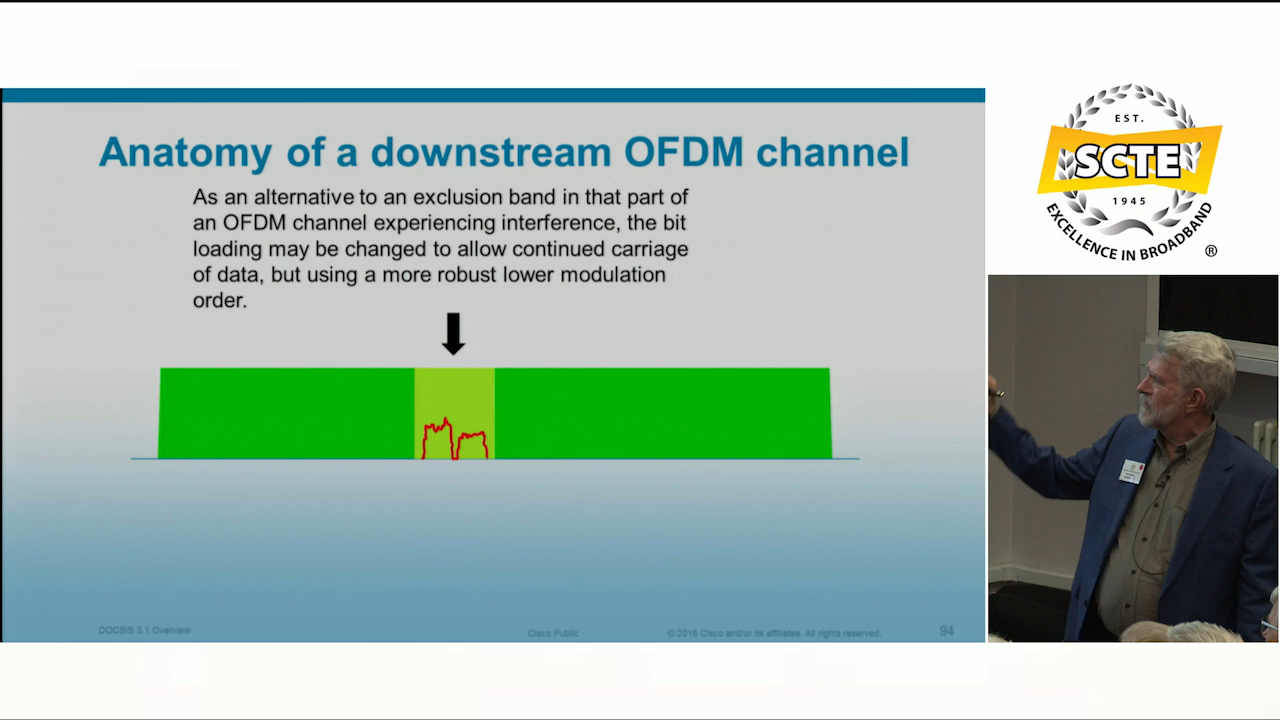 Anatomy of a downstream OFDM channel
As an alternative to an exclusion band in that part of
an OFDM channel experiencing interference, the bit
loading may be changed to allow continued carriage
of data, but using a more robust lower modulation
order.
DOCSIS 3.1 Overview
Cisco Public
© 2016 Cisco and/or its affiliates. All rights reserved.
94
EST.
SCTE
1945
EXCELLENCE IN BROADBAND
®